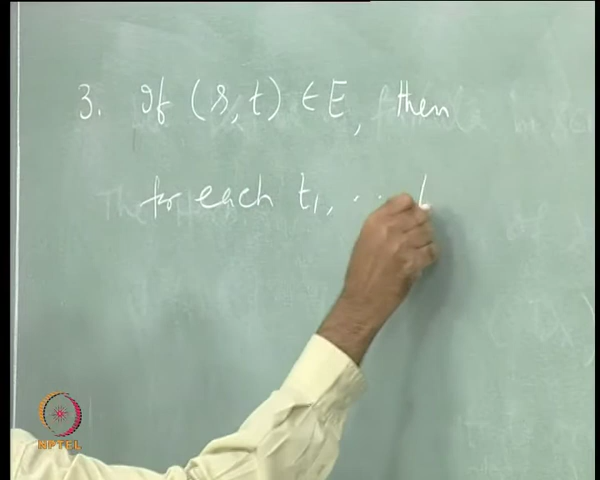 3. If (s, t) ∈ E, then
for each t₁, ... t
NPTEL